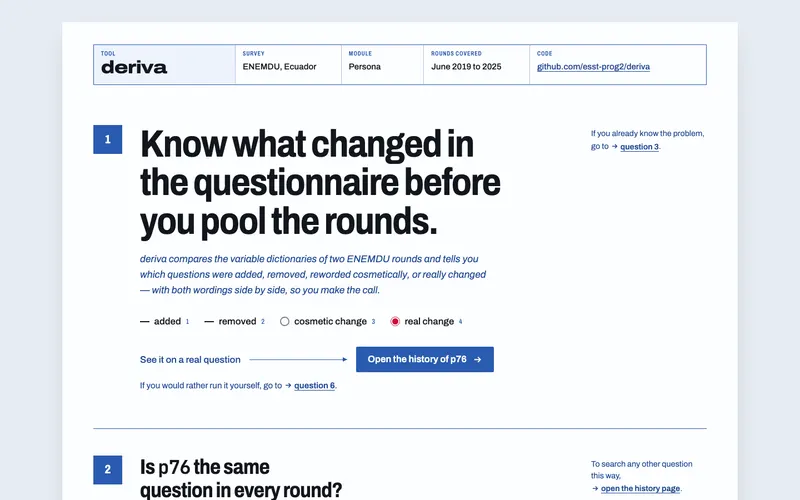 TOOL
deriva
SURVEY
ENEMDU, Ecuador
MODULE
Persona
ROUNDS COVERED
June 2019 to 2025
CODE
github.com/esst-prog2/deriva
1
Know what changed in
the questionnaire before
you pool the rounds.
If you already know the problem,
go to → question 3.
deriva compares the variable dictionaries of two ENEMDU rounds and tells you
which questions were added, removed, reworded cosmetically, or really changed
— with both wordings side by side, so you make the call.
— added 1 — removed 2 cosmetic change 3 real change 4
See it on a real question Open the history of p76 →
If you would rather run it yourself, go to → question 6.
2
Is p76 the same
question in every round?
To search any other question
this way,
→ open the history page.